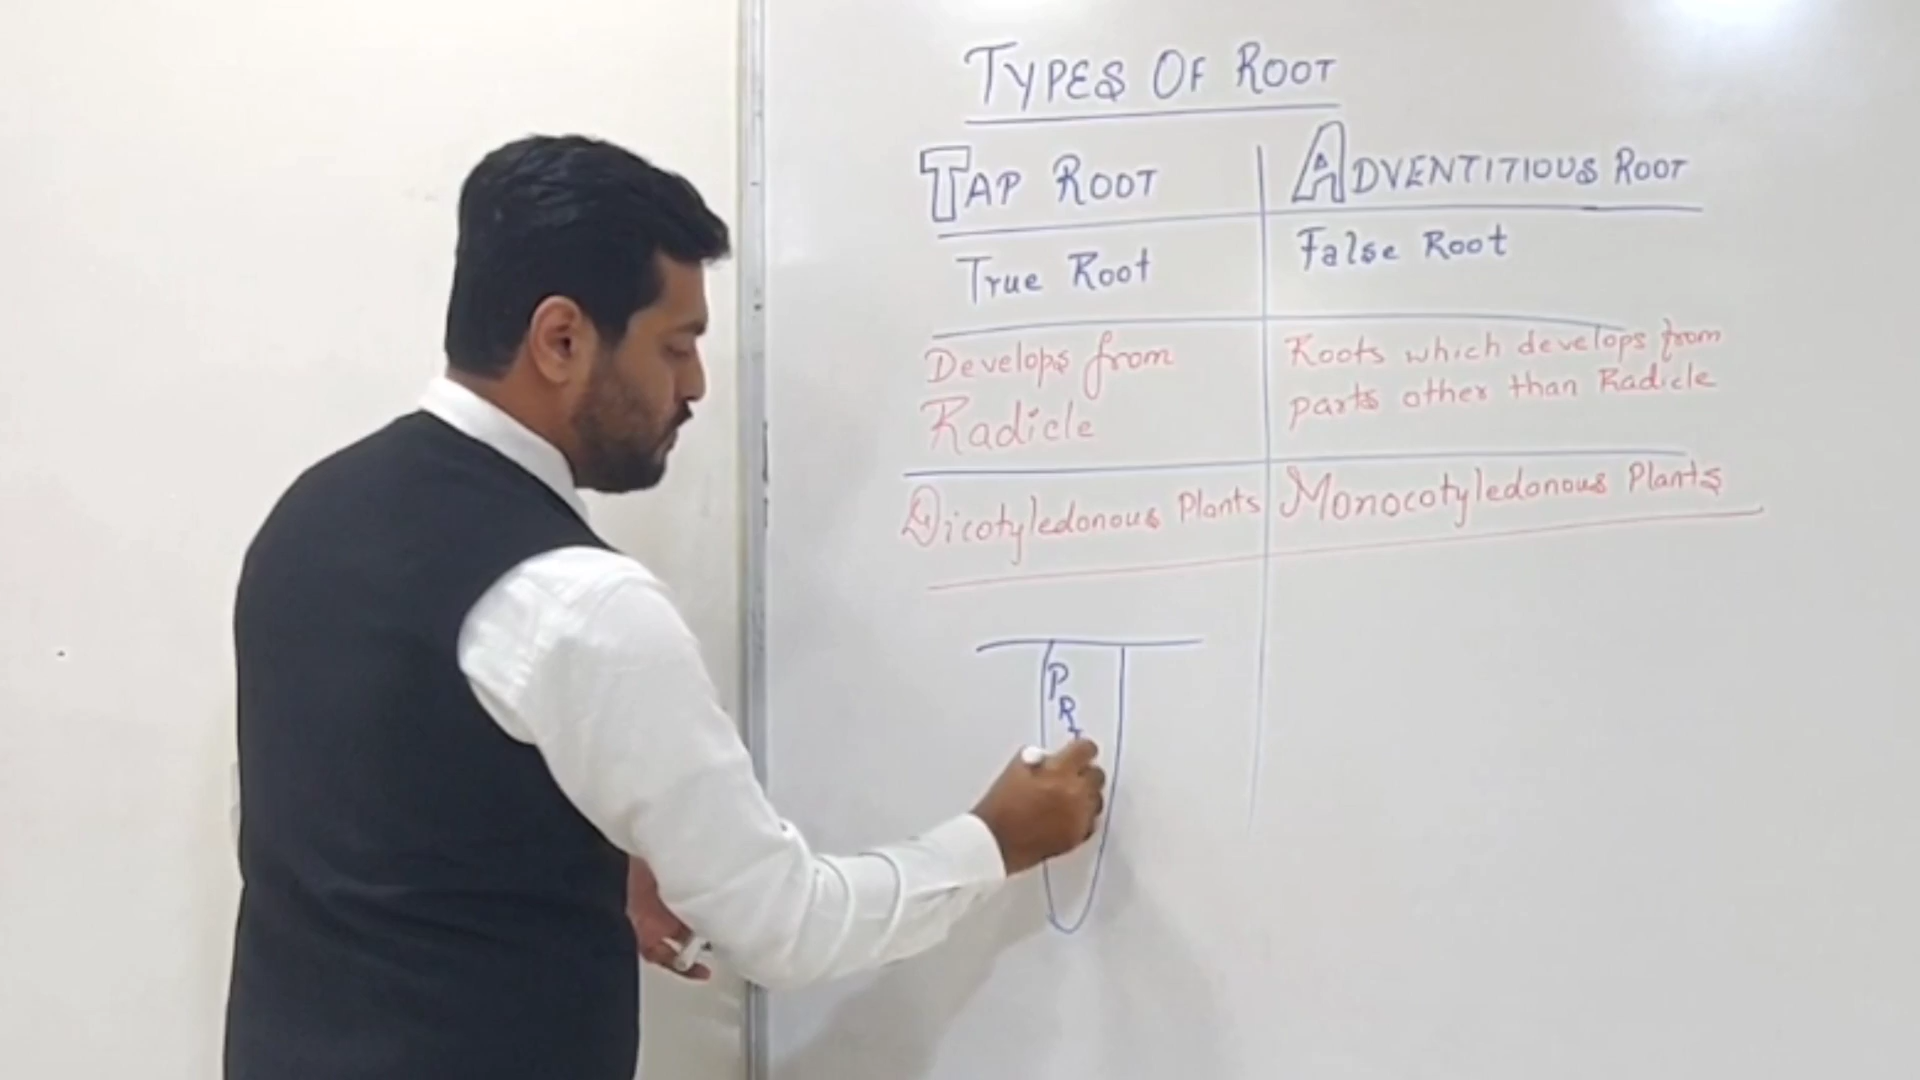 TYPES OF ROOT
TAP ROOT
ADVENTITIOUS ROOT
True Root
False Root
Develops from
Radicle
Roots which develops from
parts other than Radicle
Dicotyledonous Plants
Monocotyledonous Plants
P
R
I